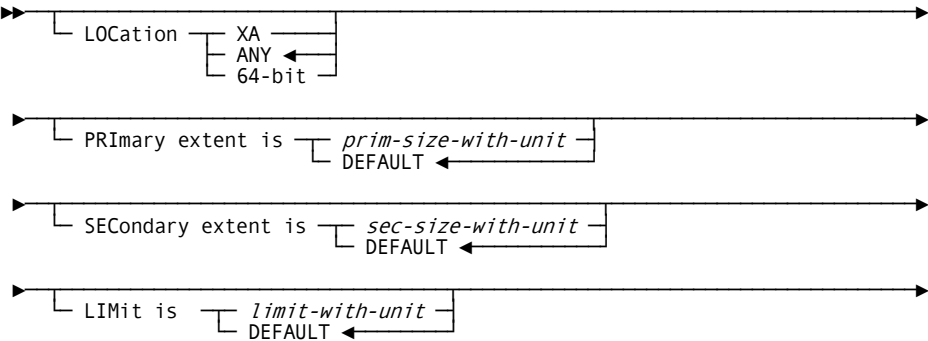 LOCation XA
ANY
64-bit
PRImary extent is prim-size-with-unit
DEFAULT
SECondary extent is sec-size-with-unit
DEFAULT
LIMit is limit-with-unit
DEFAULT